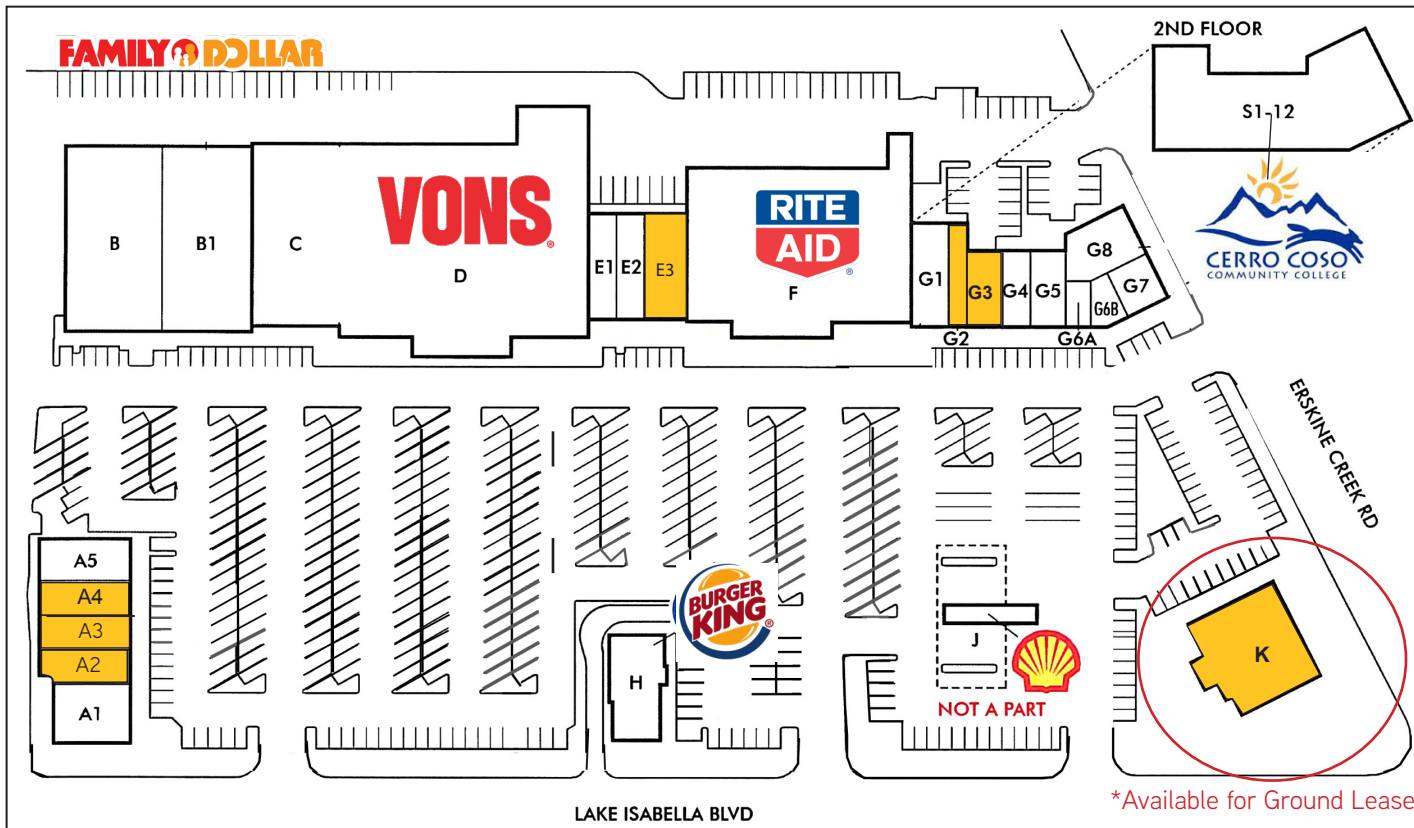 FAMILY DOLLAR
2ND FLOOR
S1-12
CERRO COSO
COMMUNITY COLLEGE
B
B1
C
VONS®
D
E1
E2
E3
RITE
AID®
F
G1
G2
G3
G4
G5
G6A
G6B
G7
G8
ERSKINE CREEK RD
A5
A4
A3
A2
A1
BURGER
KING®
H
J
NOT A PART
K
*Available for Ground Lease
LAKE ISABELLA BLVD